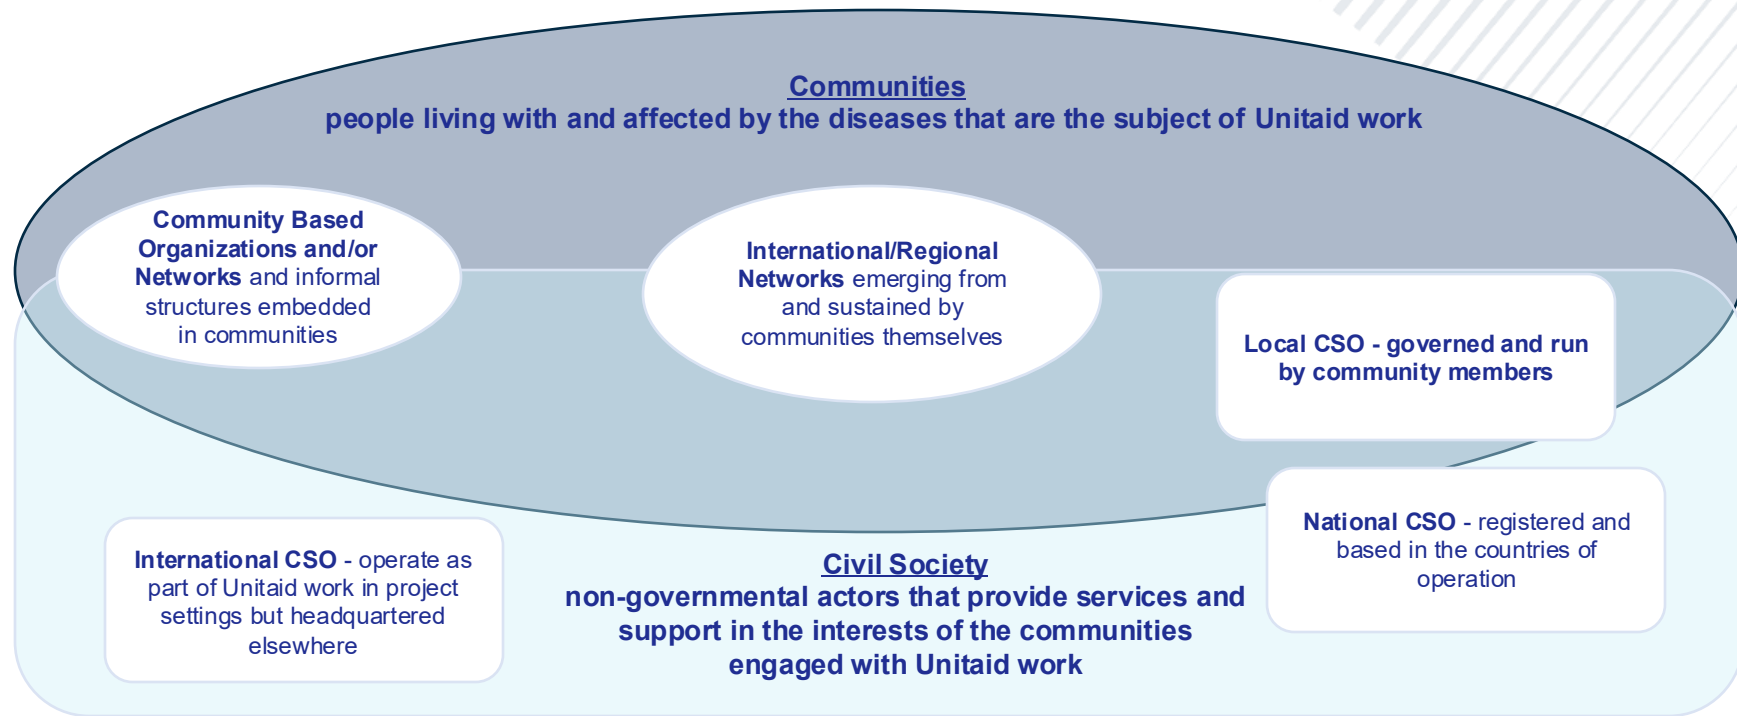 Communities
people living with and affected by the diseases that are the subject of Unitaid work
Community Based
Organizations and/or
Networks and informal
structures embedded
in communities
International/Regional
Networks emerging from
and sustained by
communities themselves
Local CSO - governed and run
by community members
National CSO - registered and
based in the countries of
operation
International CSO - operate as
part of Unitaid work in project
settings but headquartered
elsewhere
Civil Society
non-governmental actors that provide services and
support in the interests of the communities
engaged with Unitaid work